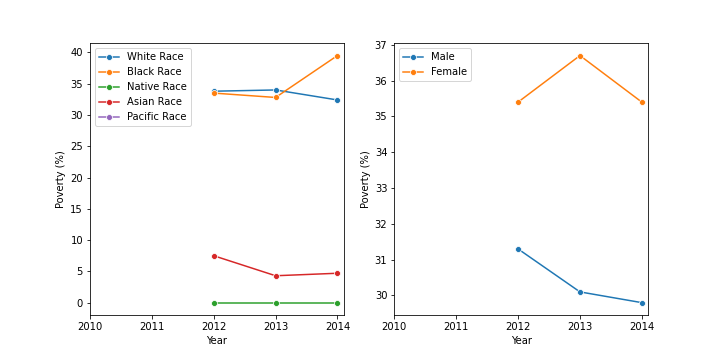 White Race
Black Race
Native Race
Asian Race
Pacific Race
40
35
30
25
20
15
10
5
0
Poverty (%)
2010 2011 2012 2013 2014
Year
Male
Female
37
36
35
34
33
32
31
30
Poverty (%)
2010 2011 2012 2013 2014
Year